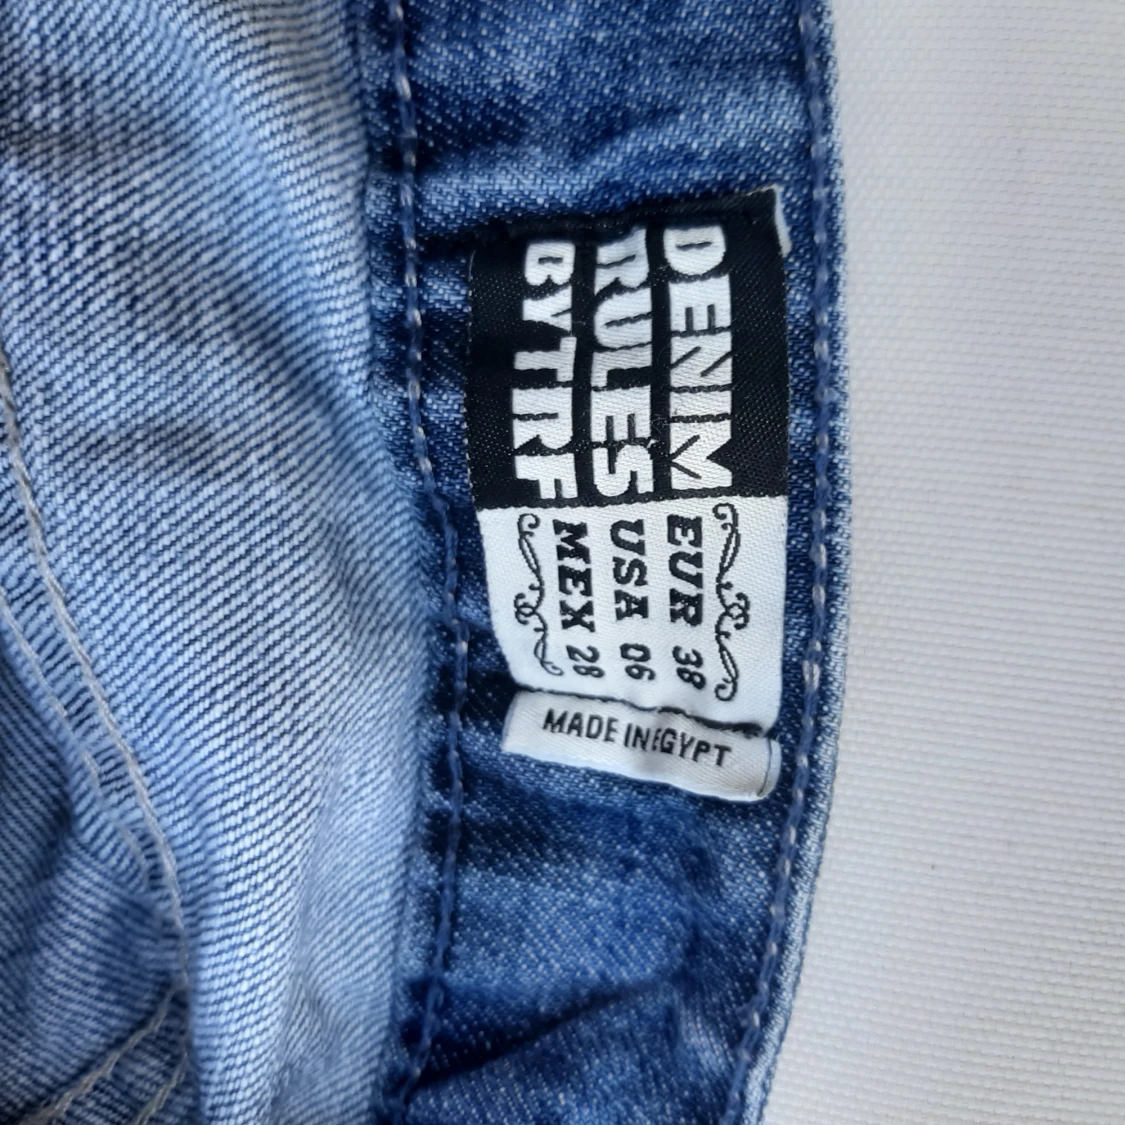 DENIM
RULES
BY TRF
EUR 38
USA 06
MEX 28
MADE IN EGYPT